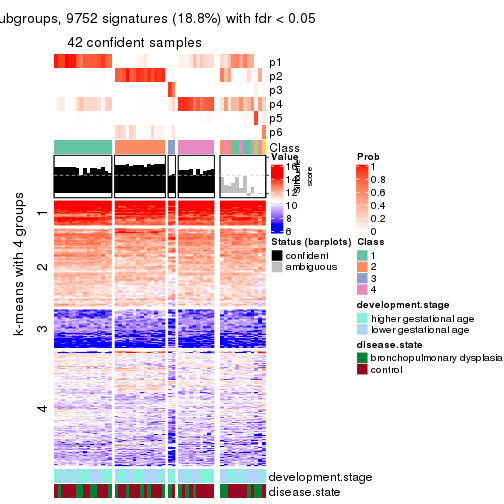 ubgroups, 9752 signatures (18.8%) with fdr < 0.05
42 confident samples
p1
p2
p3
p4
p5
p6
Class
Value
14
12
10
8
6
Silhouette
score
Prob
1
0.8
0.6
0.4
0.2
0
Status (barplots)
confident
ambiguous
Class
1
2
3
4
development.stage
higher gestational age
lower gestational age
disease.state
bronchopulmonary dysplasia
control
k-means with 4 groups
1
2
3
4
development.stage
disease.state